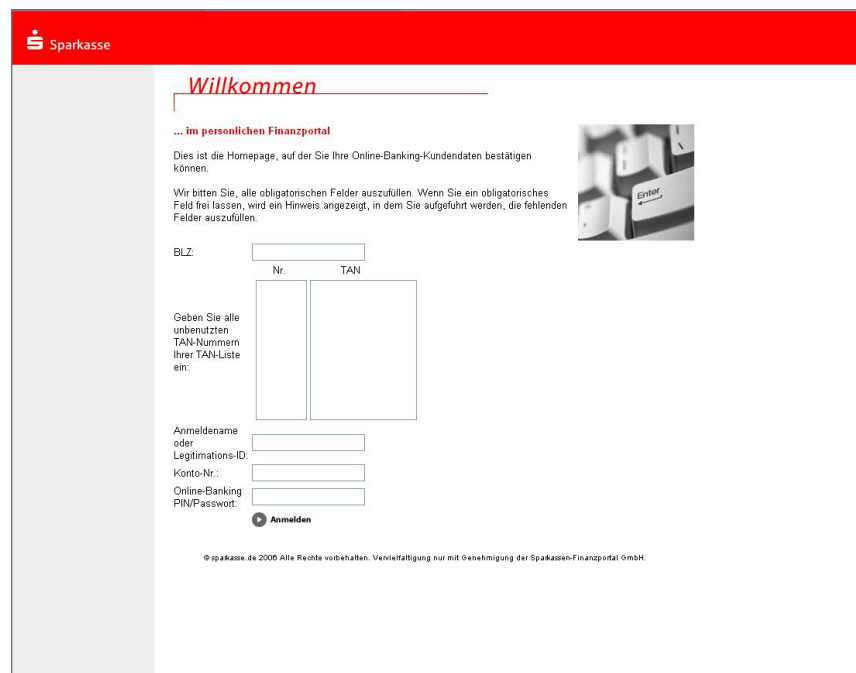 Sparkasse
Willkommen
... im personlichen Finanzportal
Dies ist die Homepage, auf der Sie Ihre Online-Banking-Kundendaten bestätigen
können.
Wir bitten Sie, alle obligatorischen Felder auszufüllen. Wenn Sie ein obligatorisches
Feld frei lassen, wird ein Hinweis angezeigt, in dem Sie aufgefuhrt werden, die fehlenden
Felder auszufüllen.
Enter
BLZ:
Nr. TAN
Geben Sie alle
unbenutzten
TAN-Nummern
Ihrer TAN-Liste
ein:
Anmeldename
oder
Legitimations-ID:
Konto-Nr.:
Online-Banking
PIN/Passwort:
Anmelden
© sparkasse.de 2006 Alle Rechte vorbehalten. Vervielfaltigung nur mit Genehmigung der Sparkassen-Finanzportal GmbH.